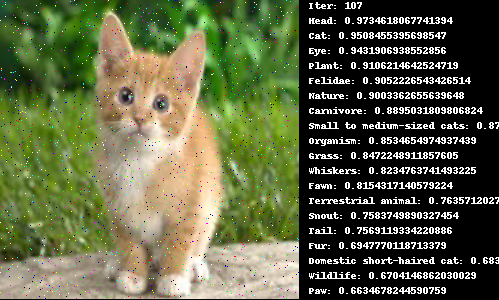 Iter: 107
Head: 0.9734618067741394
Cat: 0.9508455395698547
Eye: 0.9431906938552856
Plant: 0.9106214642524719
Felidae: 0.9052226543426514
Nature: 0.9003362655639648
Carnivore: 0.8895031809806824
Small to medium-sized cats: 0.87
Organism: 0.8534654974937439
Grass: 0.8472248911857605
Whiskers: 0.8234763741493225
Fawn: 0.8154317140579224
Terrestrial animal: 0.7635712027
Snout: 0.7583749890327454
Tail: 0.7569119334220886
Fur: 0.6947770118713379
Domestic short-haired cat: 0.683
Wildlife: 0.6704146862030029
Paw: 0.6634678244590759